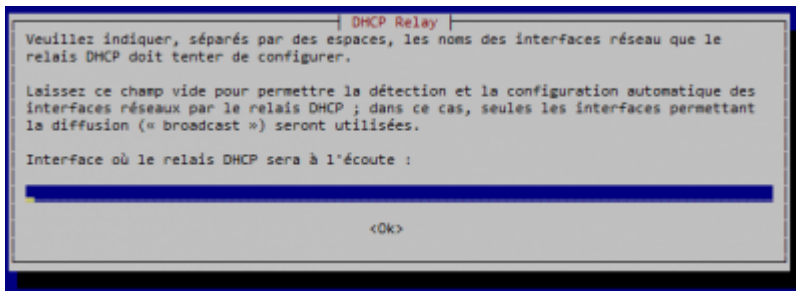 DHCP Relay
Veuillez indiquer, séparés par des espaces, les noms des interfaces réseau que le
relais DHCP doit tenter de configurer.
Laissez ce champ vide pour permettre la détection et la configuration automatique des
interfaces réseaux par le relais DHCP ; dans ce cas, seules les interfaces permettant
la diffusion (« broadcast ») seront utilisées.
Interface où le relais DHCP sera à l'écoute :
<Ok>